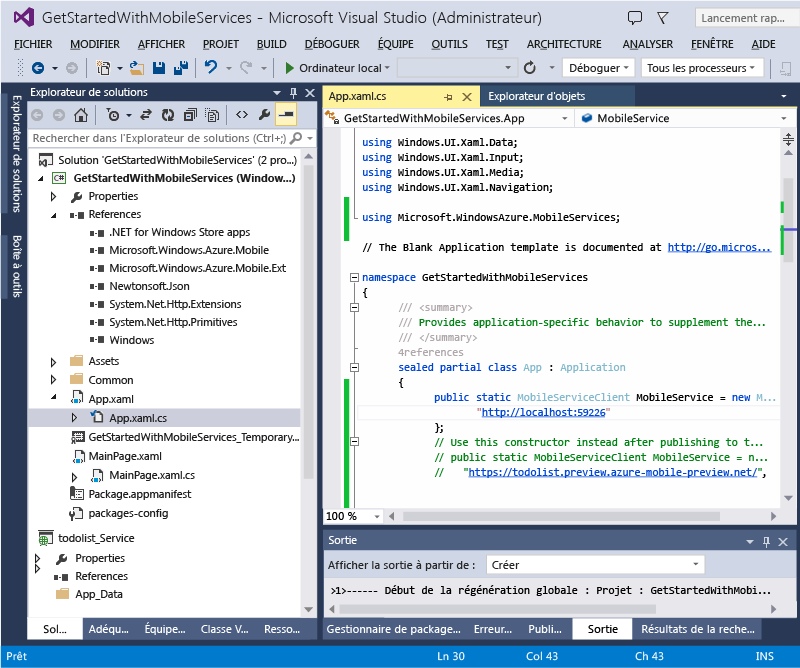 GetStartedWithMobileServices - Microsoft Visual Studio (Administrateur)
Lancement rap...
FICHIER MODIFIER AFFICHER PROJET BUILD DÉBOGUER ÉQUIPE OUTILS TEST ARCHITECTURE ANALYSER FENÊTRE AIDE
Ordinateur local
Déboguer
Tous les processeurs
Explorateur de solutions
Boîte à outils
Explorateur de solutions
Rechercher dans l'Explorateur de solutions (Ctrl+;)
Solution 'GetStartedWithMobileServices' (2 pro...)
GetStartedWithMobileServices (Window...)
Properties
References
.NET for Windows Store apps
Microsoft.Windows.Azure.Mobile
Microsoft.Windows.Azure.Mobile.Ext
Newtonsoft.Json
System.Net.Http.Extensions
System.Net.Http.Primitives
Windows
Assets
Common
App.xaml
App.xaml.cs
GetStartedWithMobileServices_Temporary...
MainPage.xaml
MainPage.xaml.cs
Package.appmanifest
packages-config
todolist_Service
Properties
References
App_Data
Sol... Adéqu... Équipe... Classe V... Resso...
App.xaml.cs
Explorateur d'objets
GetStartedWithMobileServices.App
MobileService
using Windows.UI.Xaml.Data;
using Windows.UI.Xaml.Input;
using Windows.UI.Xaml.Media;
using Windows.UI.Xaml.Navigation;
using Microsoft.WindowsAzure.MobileServices;
// The Blank Application template is documented at http://go.micros...
namespace GetStartedWithMobileServices
{
/// <summary>
/// Provides application-specific behavior to supplement the...
/// </summary>
4references
sealed partial class App : Application
{
public static MobileServiceClient MobileService = new M...
"http://localhost:59226"
};
// Use this constructor instead after publishing to t...
// public static MobileServiceClient MobileService = n...
// "https://todolist.preview.azure-mobile-preview.net/",
100 %
Sortie
Afficher la sortie à partir de :
Créer
>1>------ Début de la régénération globale : Projet : GetStartedWithMobi...
Gestionnaire de package... Erreur... Publi... Sortie Résultats de la reche...
Prêt
Ln 30
Col 43
Ch 43
INS